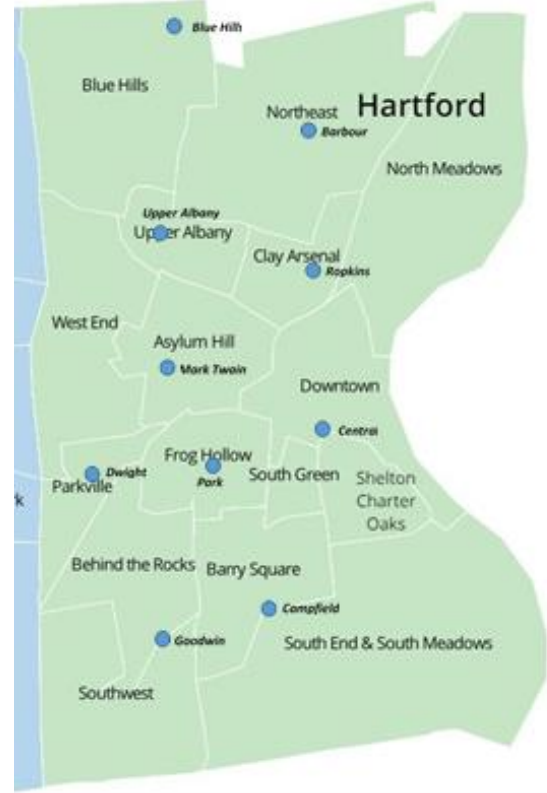 Blue Hills
Blue Hills
Hartford
Northeast
Barbour
North Meadows
Upper Albany
Upper Albany
Clay Arsenal
Ropkins
West End
Asylum Hill
Mark Twain
Downtown
Central
Frog Hollow
Dwight
Park
South Green
Shelton
Charter
Oaks
Parkville
k
Behind the Rocks
Barry Square
Campfield
Goodwin
South End & South Meadows
Southwest